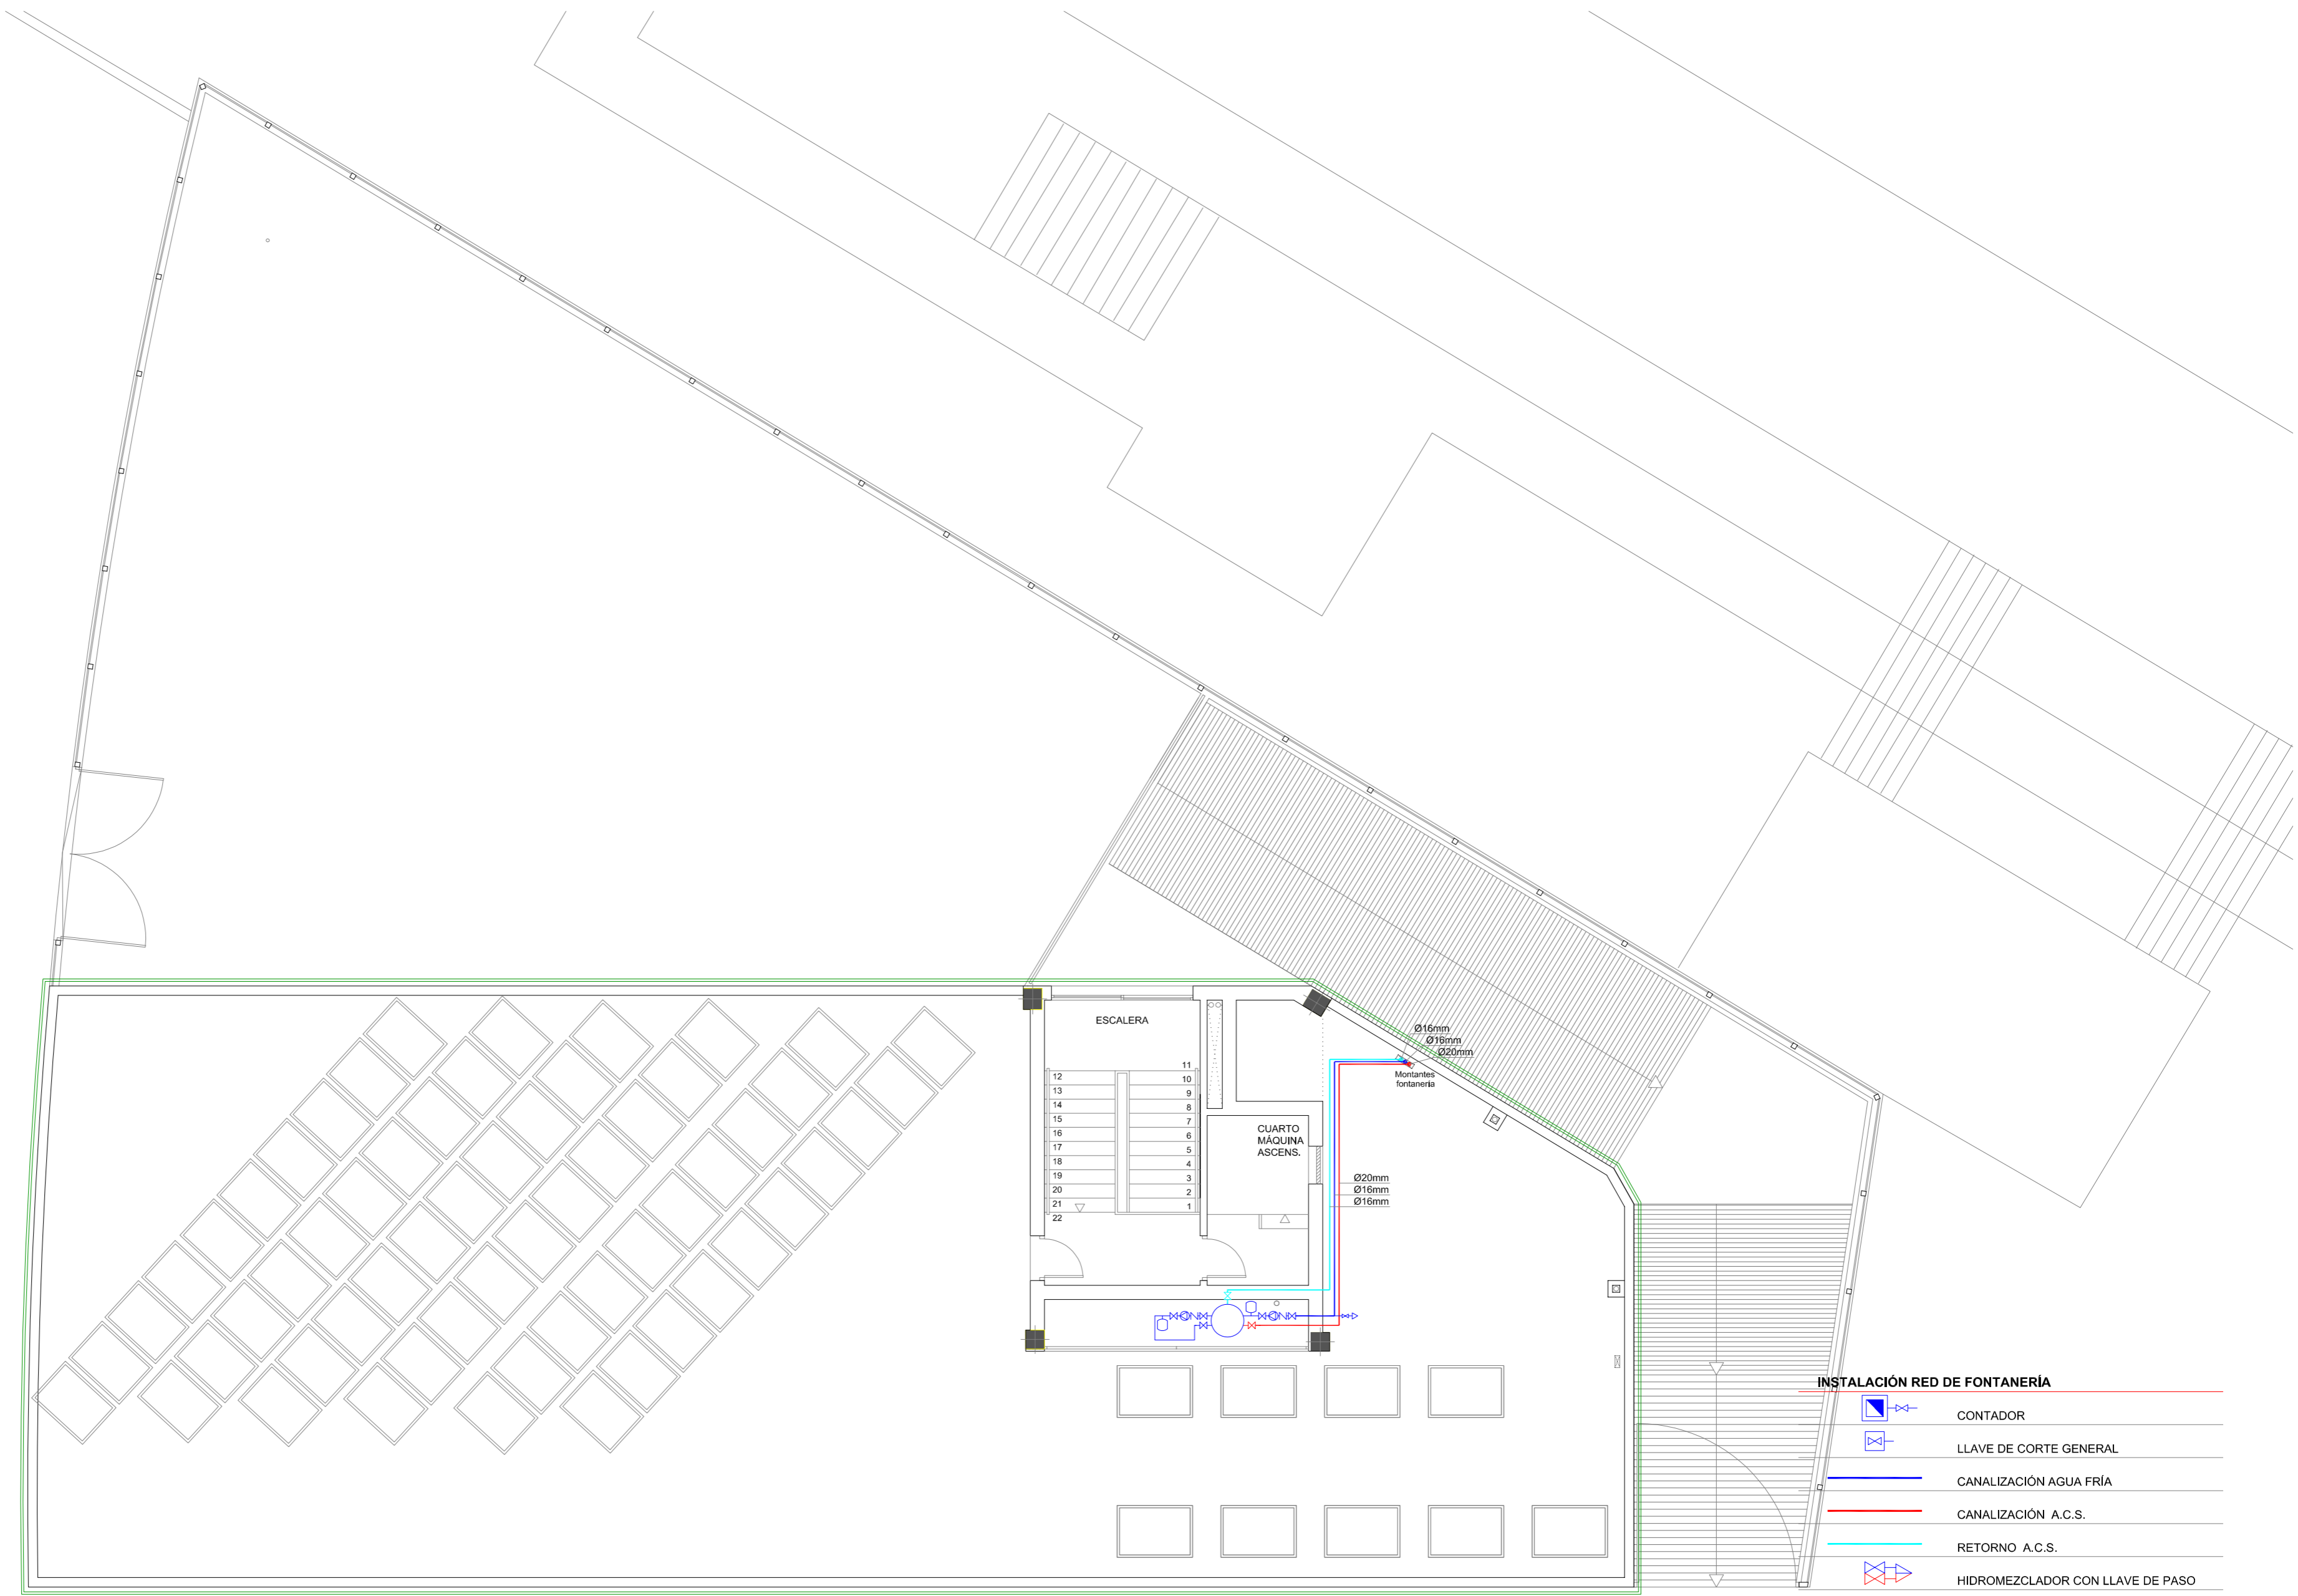 ESCALERA
11
10
9
8
7
6
5
4
3
2
1
12
13
14
15
16
17
18
19
20
21
22
CUARTO
MÁQUINA
ASCENS.
Ø16mm
Ø16mm
Ø20mm
Montantes
fontanería
Ø20mm
Ø16mm
Ø16mm
INSTALACIÓN RED DE FONTANERÍA
CONTADOR
LLAVE DE CORTE GENERAL
CANALIZACIÓN AGUA FRÍA
CANALIZACIÓN A.C.S.
RETORNO A.C.S.
HIDROMEZCLADOR CON LLAVE DE PASO